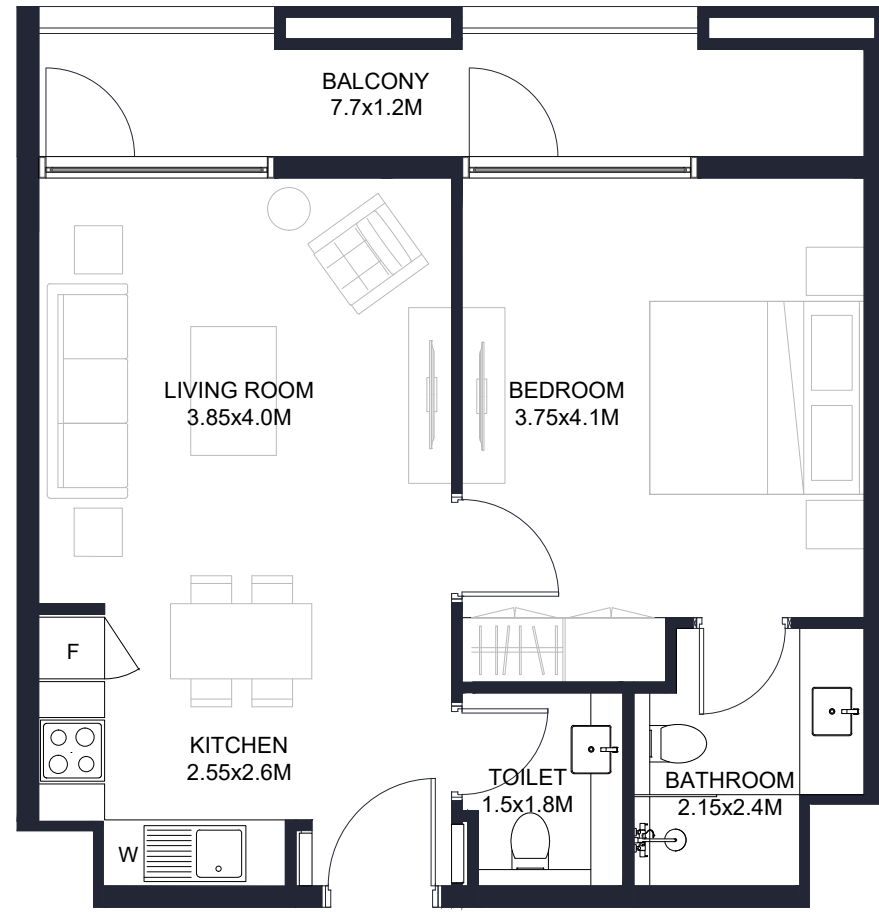 BALCONY
7.7x1.2M
LIVING ROOM
3.85x4.0M
BEDROOM
3.75x4.1M
F
KITCHEN
2.55x2.6M
TOILET
1.5x1.8M
BATHROOM
2.15x2.4M
W